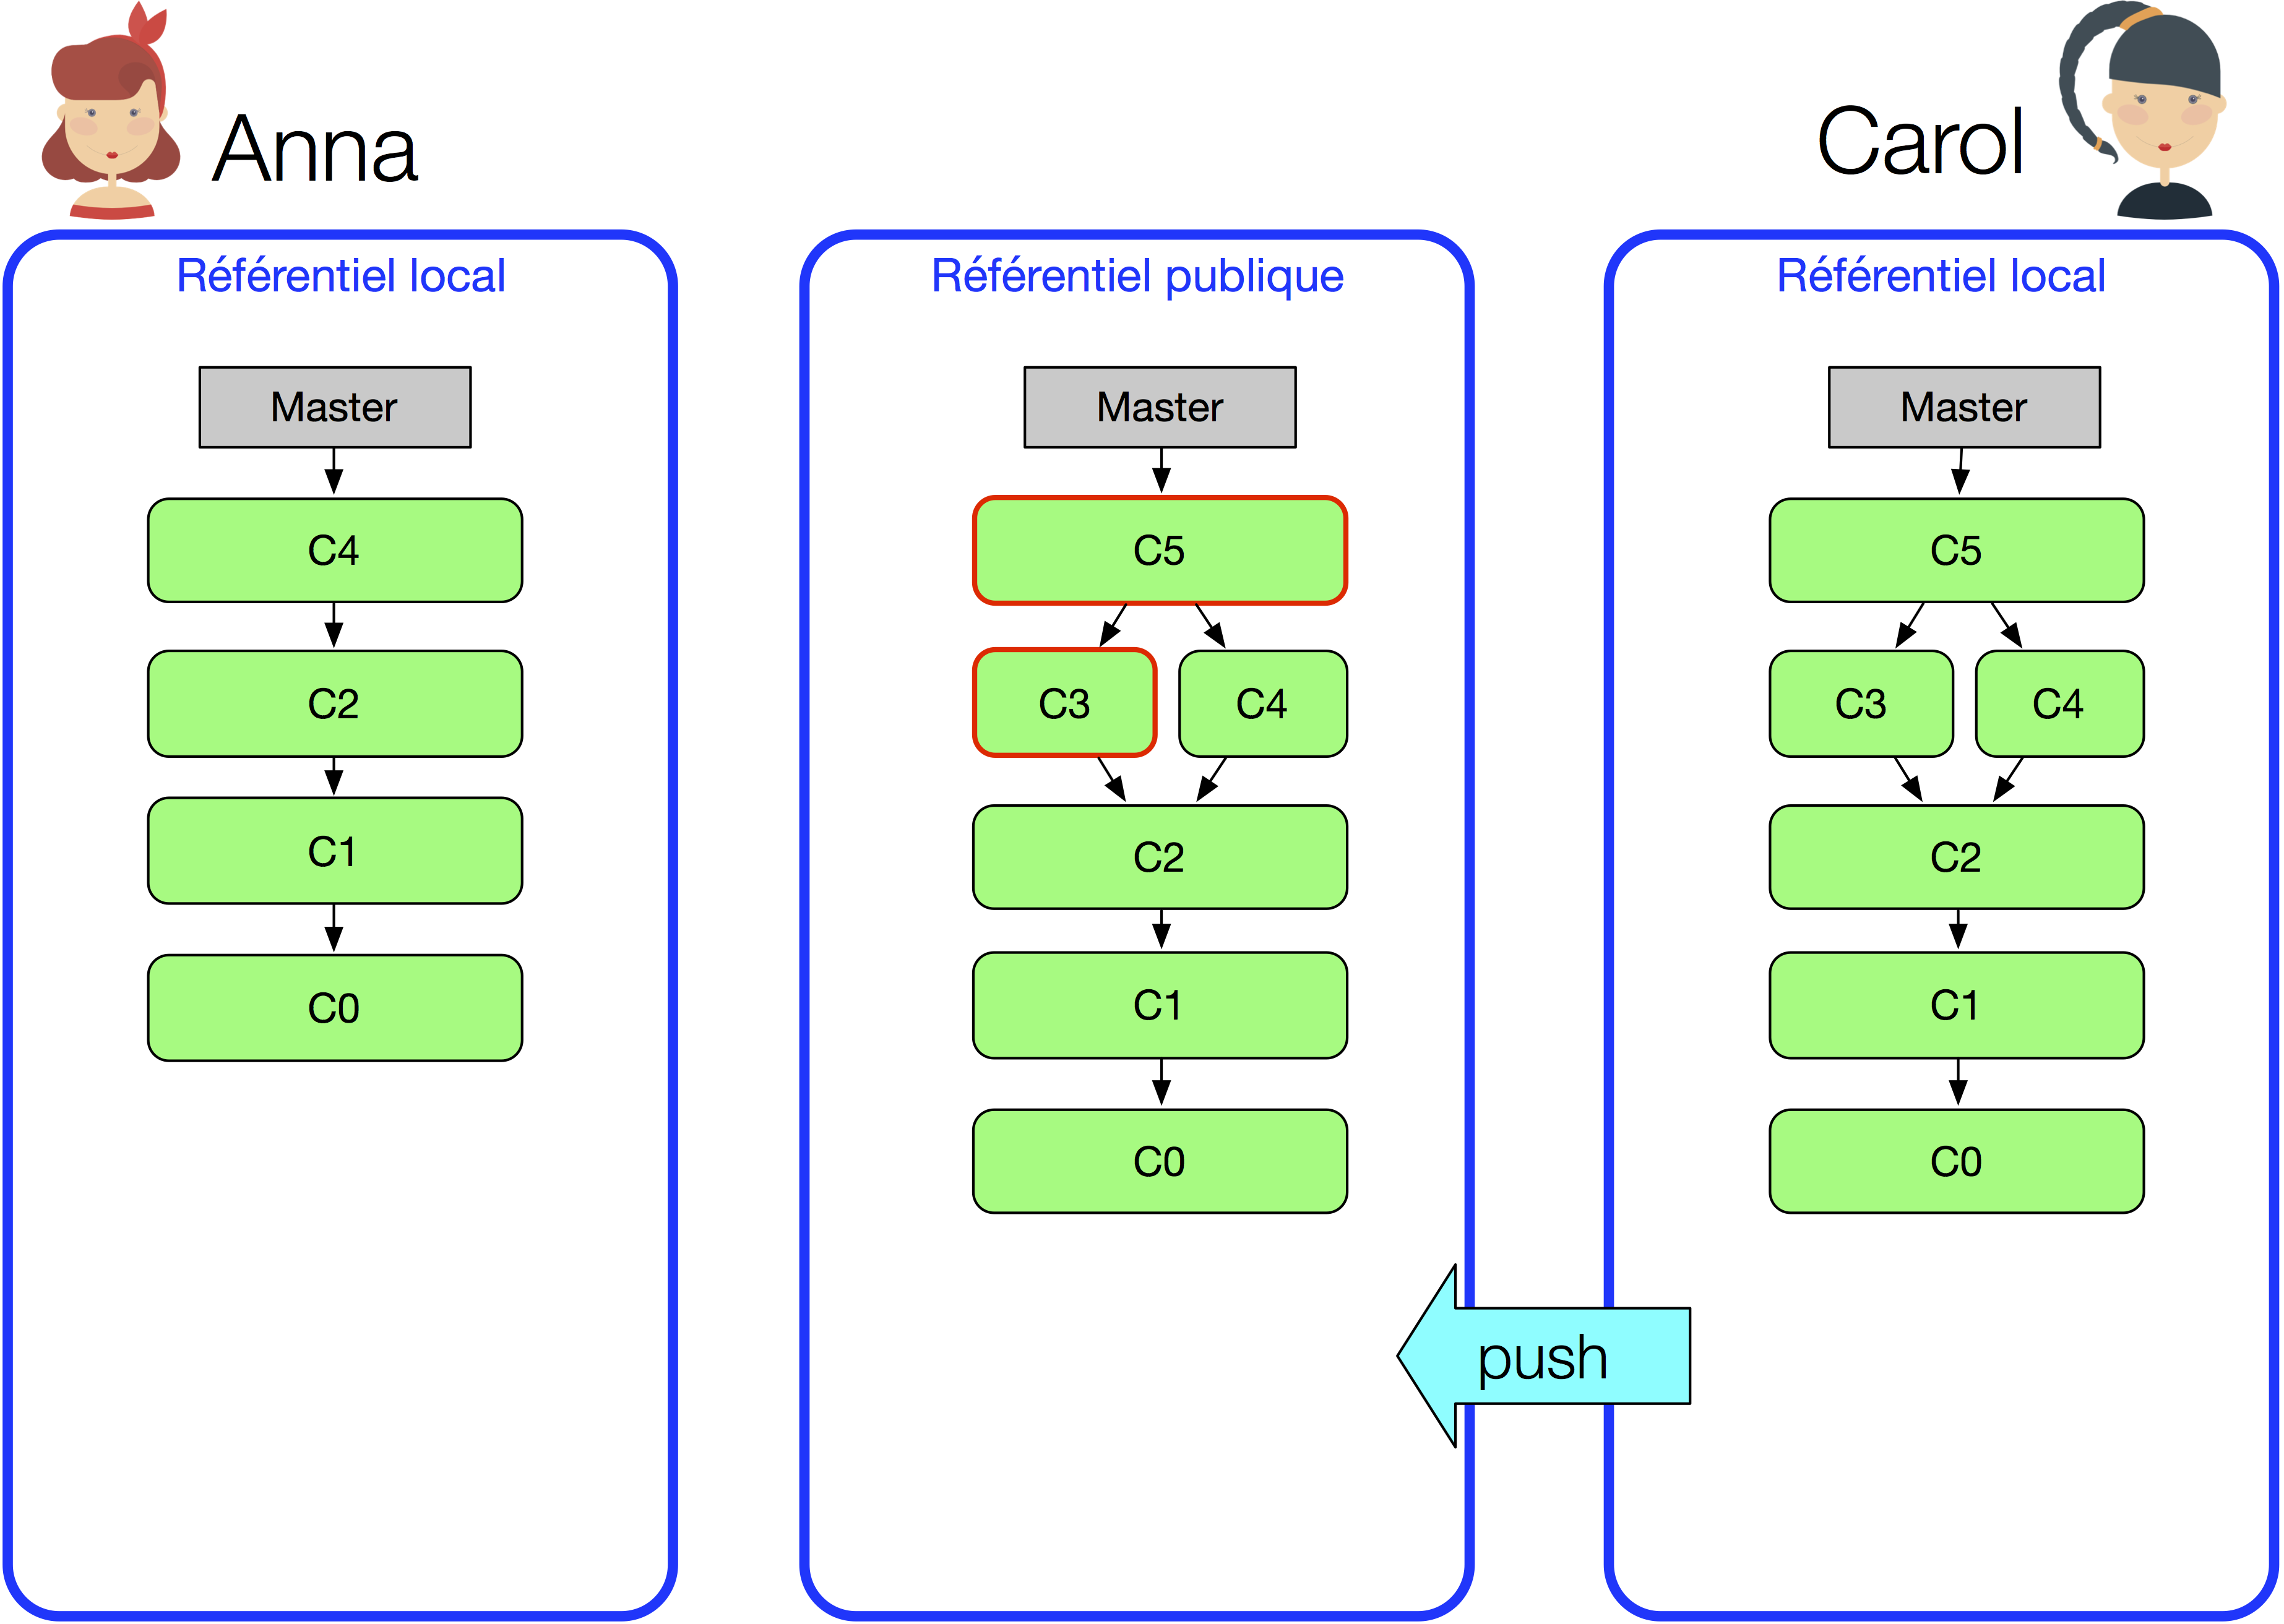 Anna
Carol
Référentiel local
Master
C4
C2
C1
C0
Référentiel publique
Master
C5
C3
C4
C2
C1
C0
Référentiel local
Master
C5
C3
C4
C2
C1
C0
push